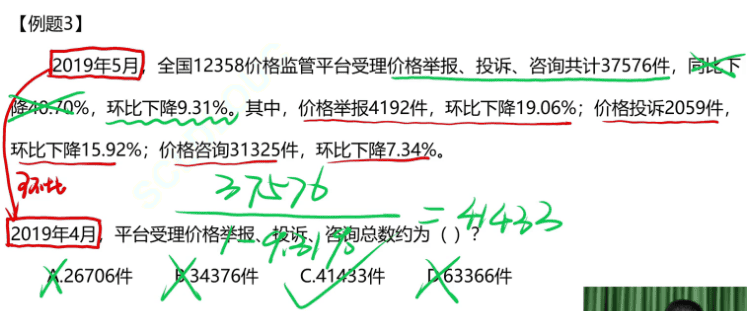 【例题3】
2019年5月，全国12358价格监管平台受理价格举报、投诉、咨询共计37576件，同比下
降40.70%，环比下降9.31%。其中，价格举报4192件，环比下降19.06%；价格投诉2059件，
环比下降15.92%；价格咨询31325件，环比下降7.34%。
环比
37576
= 41433
2019年4月，平台受理价格举报、投诉、咨询总数约为（）？
1-9.31%
A.26706件 B.34376件 C.41433件 D.63366件